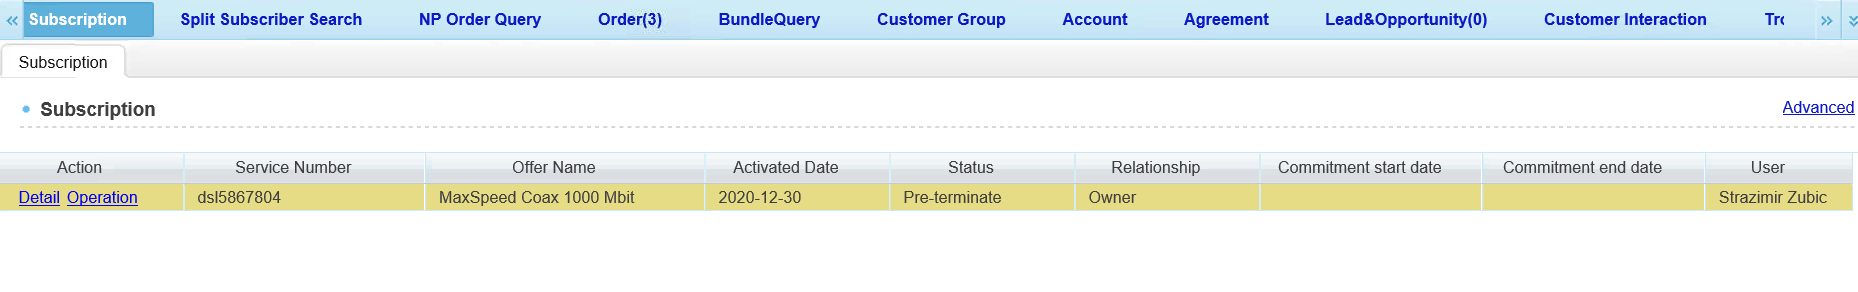 « Subscription Split Subscriber Search NP Order Query Order(3) BundleQuery Customer Group Account Agreement Lead&Opportunity(0) Customer Interaction »
Subscription
Subscription Advanced
Action Service Number Offer Name Activated Date Status Relationship Commitment start date Commitment end date User
Detail Operation dsl5867804 MaxSpeed Coax 1000 Mbit 2020-12-30 Pre-terminate Owner Strazimir Zubic